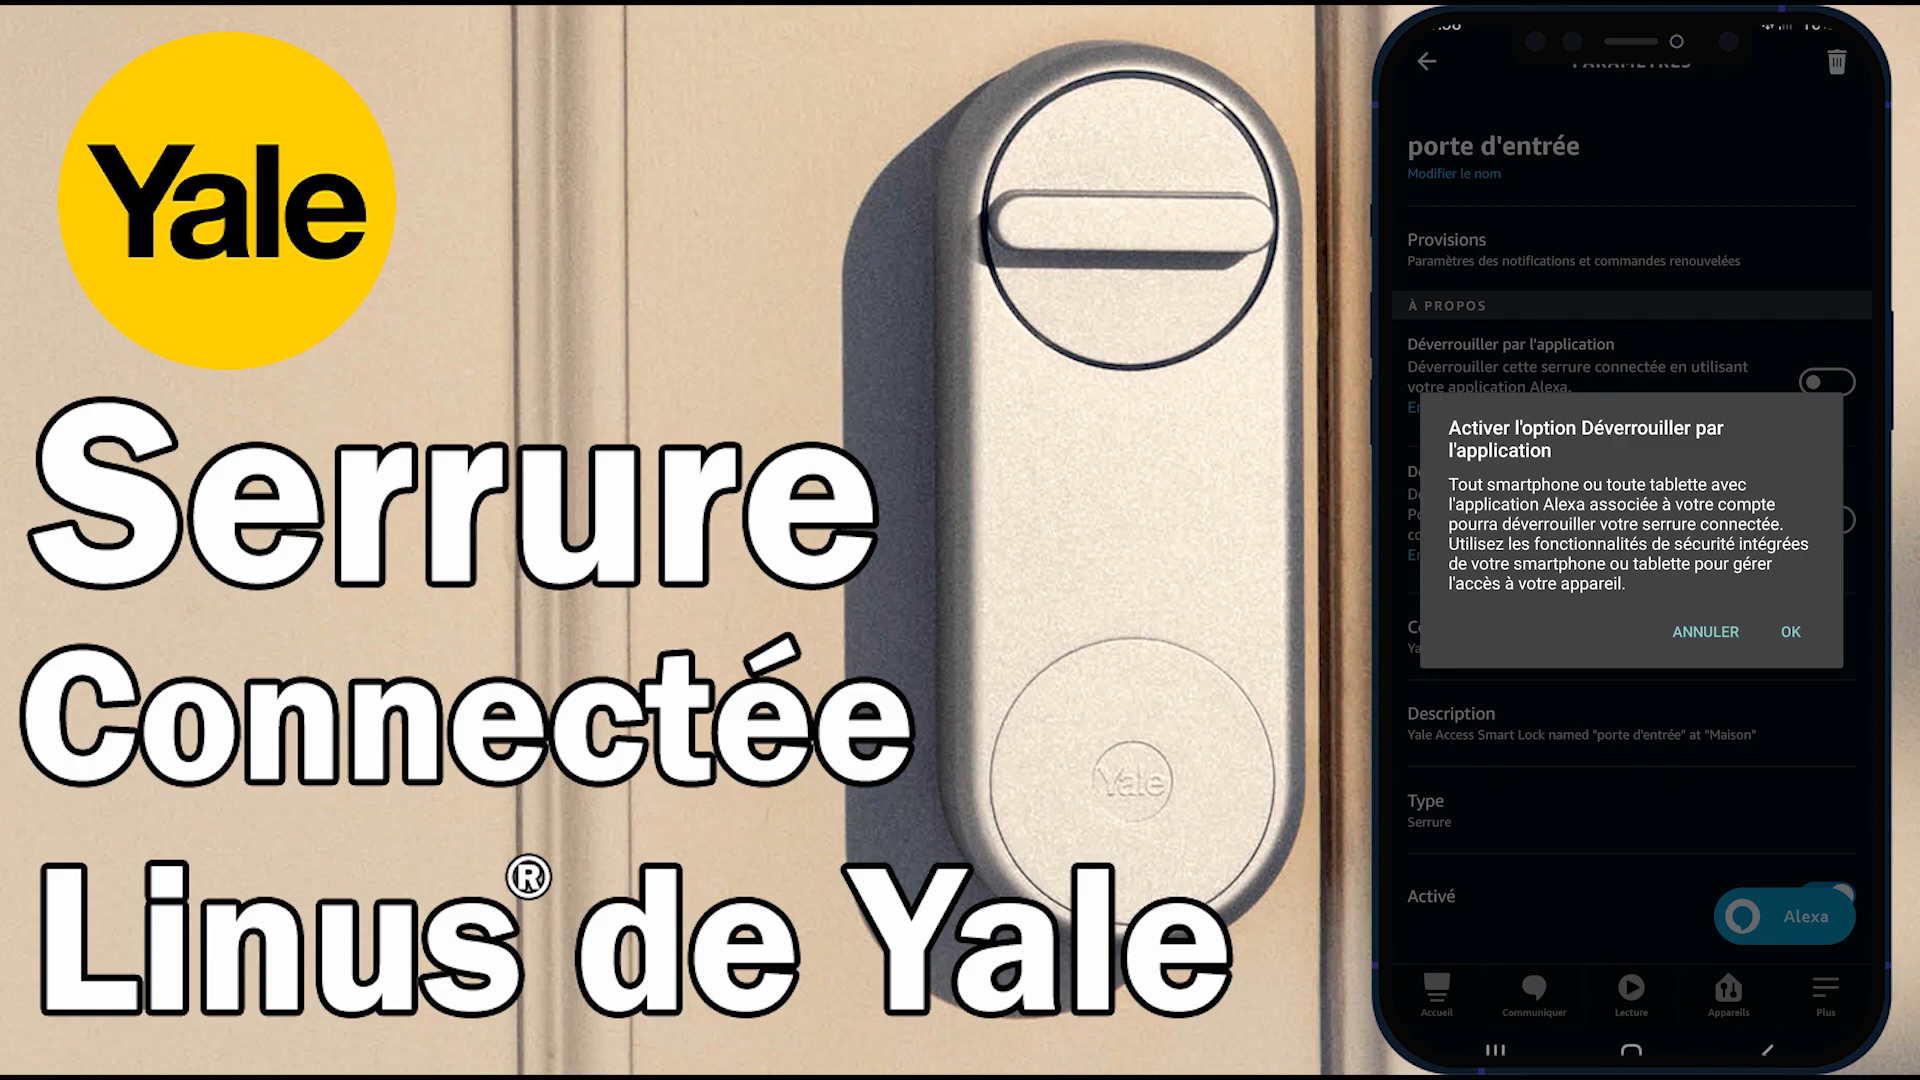 Yale
Serrure
Connectée
Linus® de Yale
Yale
PARAMÈTRES
porte d'entrée
Modifier le nom
Provisions
Paramètres des notifications et commandes renouvelées
À PROPOS
Déverrouiller par l'application
Déverrouiller cette serrure connectée en utilisant
votre application Alexa.
Activer l'option Déverrouiller par
l'application
Tout smartphone ou toute tablette avec
l'application Alexa associée à votre compte
pourra déverrouiller votre serrure connectée.
Utilisez les fonctionnalités de sécurité intégrées
de votre smartphone ou tablette pour gérer
l'accès à votre appareil.
ANNULER OK
Description
Yale Access Smart Lock named "porte d'entrée" at "Maison"
Type
Serrure
Activé
Alexa
Accueil Communiquer Lecture Appareils Plus